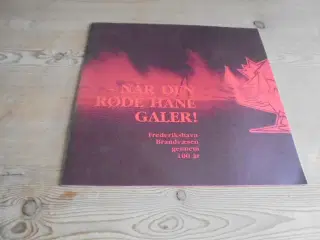 - NÅR DEN
RØDE HANE
GALER!
Frederikshavn
Brandvæsen
gennem
100 år